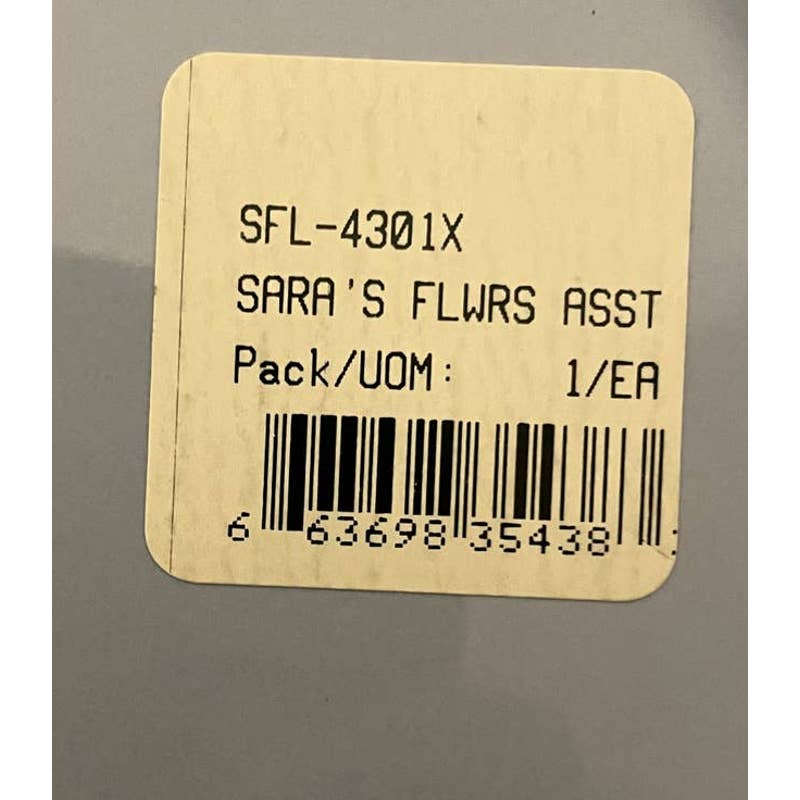 SFL-4301X
SARA'S FLWRS ASST
Pack/UOM: 1/EA
6 63698 35438